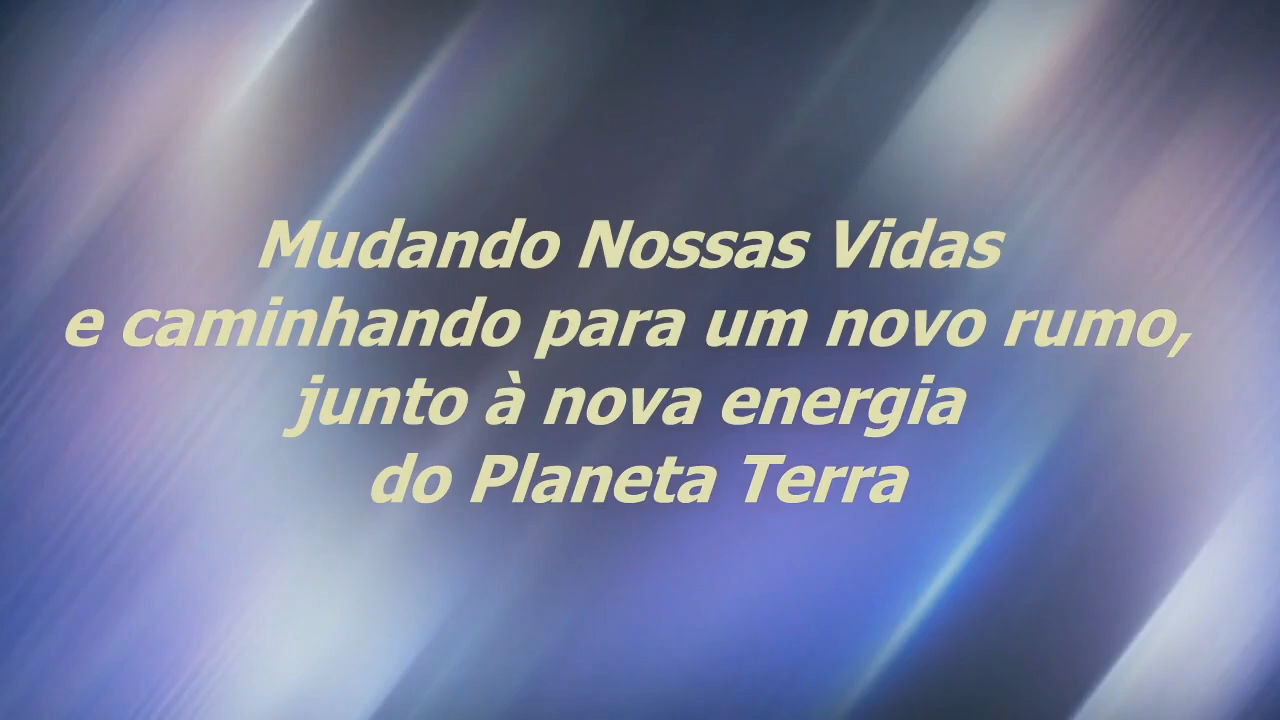 Mudando Nossas Vidas
e caminhando para um novo rumo,
junto à nova energia
do Planeta Terra